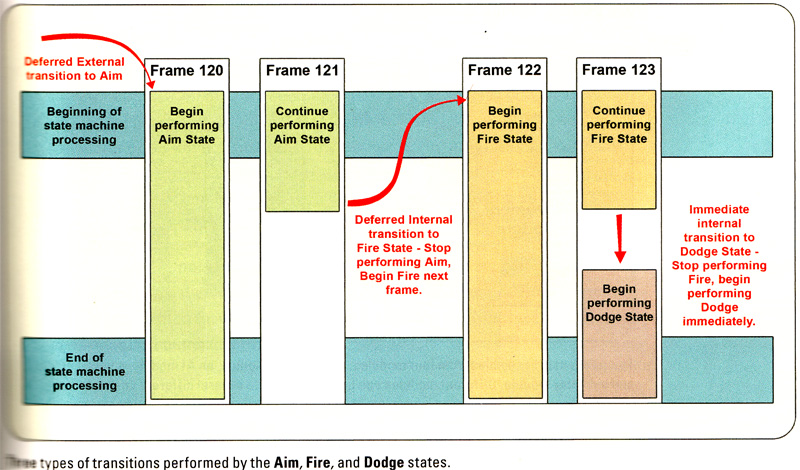 Deferred External
transition to Aim
Frame 120
Frame 121
Frame 122
Frame 123
Beginning of
state machine
processing
Begin
performing
Aim State
Continue
performing
Aim State
Begin
performing
Fire State
Continue
performing
Fire State
Deferred Internal
transition to
Fire State - Stop
performing Aim,
Begin Fire next
frame.
Immediate
internal
transition to
Dodge State -
Stop performing
Fire, begin
performing
Dodge
immediately.
Begin
performing
Dodge State
End of
state machine
processing
Three types of transitions performed by the Aim, Fire, and Dodge states.